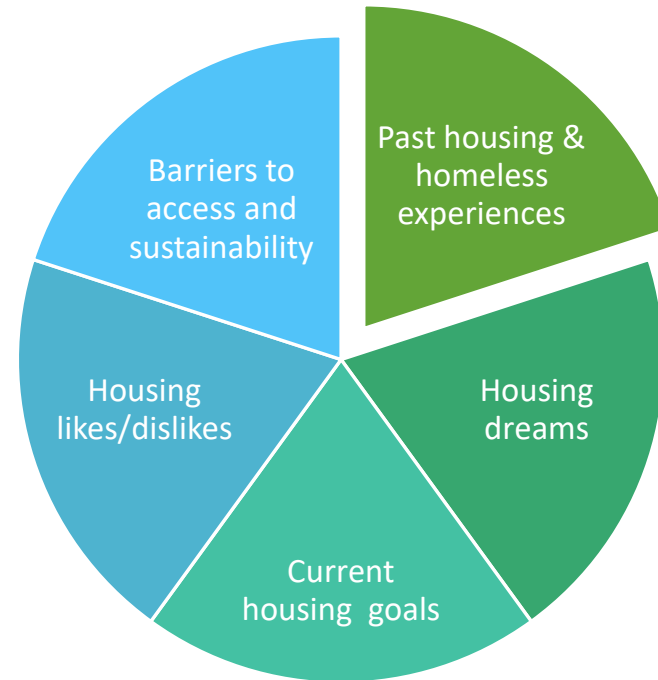 Past housing &
homeless
experiences
Housing
dreams
Current
housing  goals
Housing
likes/dislikes
Barriers to
access and
sustainability